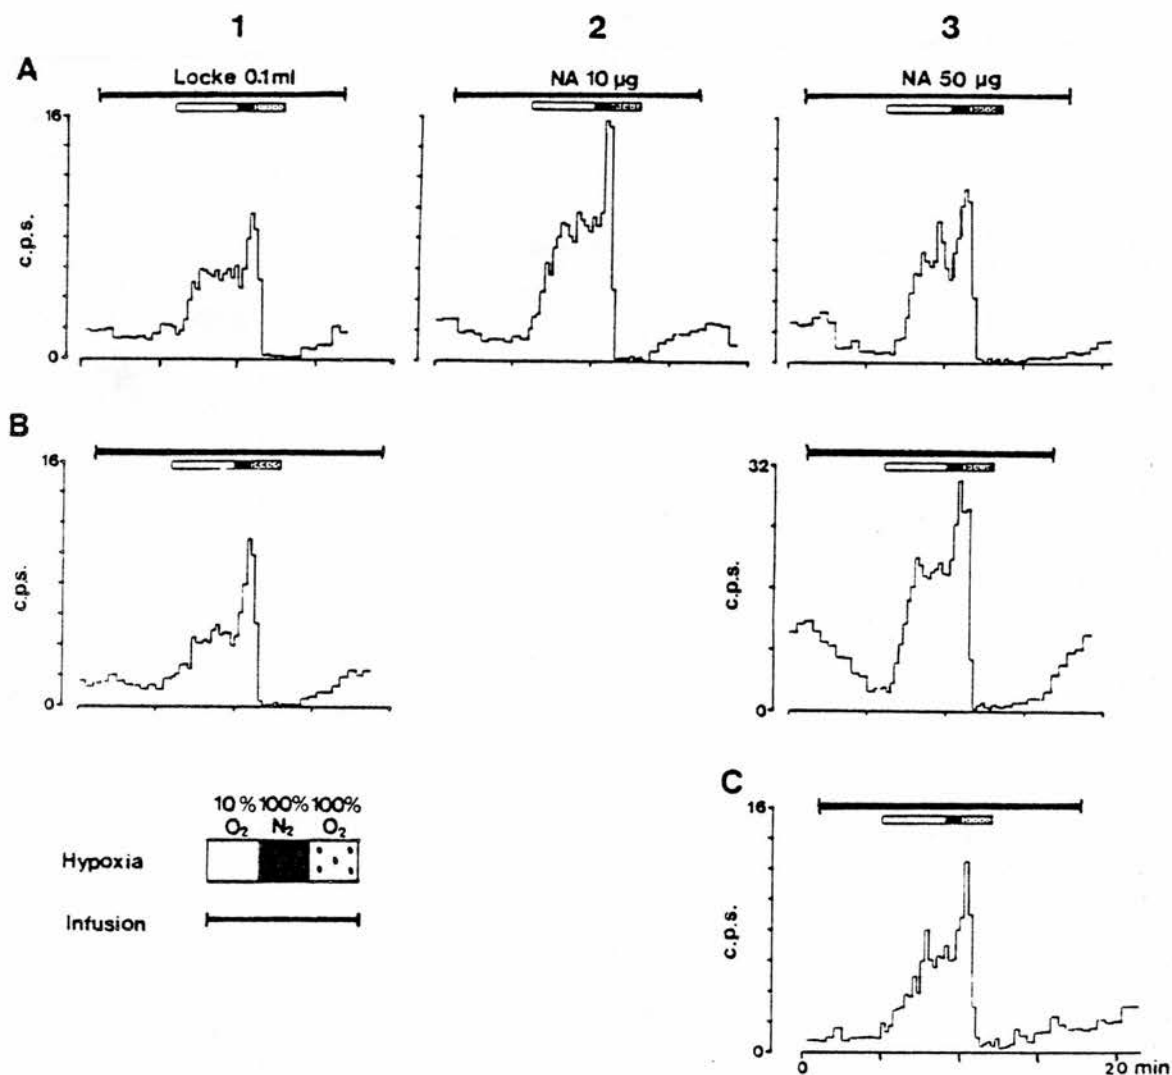 1 2 3
A
Locke 0.1ml NA 10 µg NA 50 µg
16
c.p.s.
0
B
16
c.p.s.
0
32
c.p.s.
0
10% 100% 100%
O₂ N₂ O₂
Hypoxia
Infusion
C
16
c.p.s.
0
0 20 min